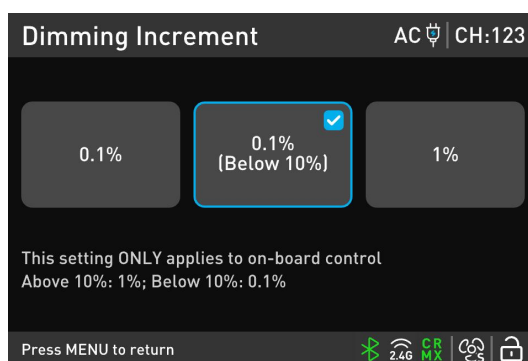 Dimming Increment
AC CH:123
0.1%
0.1%
(Below 10%)
1%
This setting ONLY applies to on-board control
Above 10%: 1%; Below 10%: 0.1%
Press MENU to return
2.4G
CR
MX
S